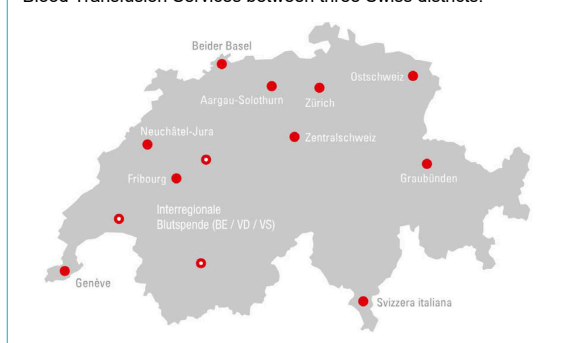 Blood Transfusion Services between three Swiss districts.
Beider Basel
Ostschweiz
Aargau-Solothurn
Zürich
Neuchâtel-Jura
Zentralschweiz
Fribourg
Graubünden
Interregionale
Blutspende (BE / VD / VS)
Genève
Svizzera italiana